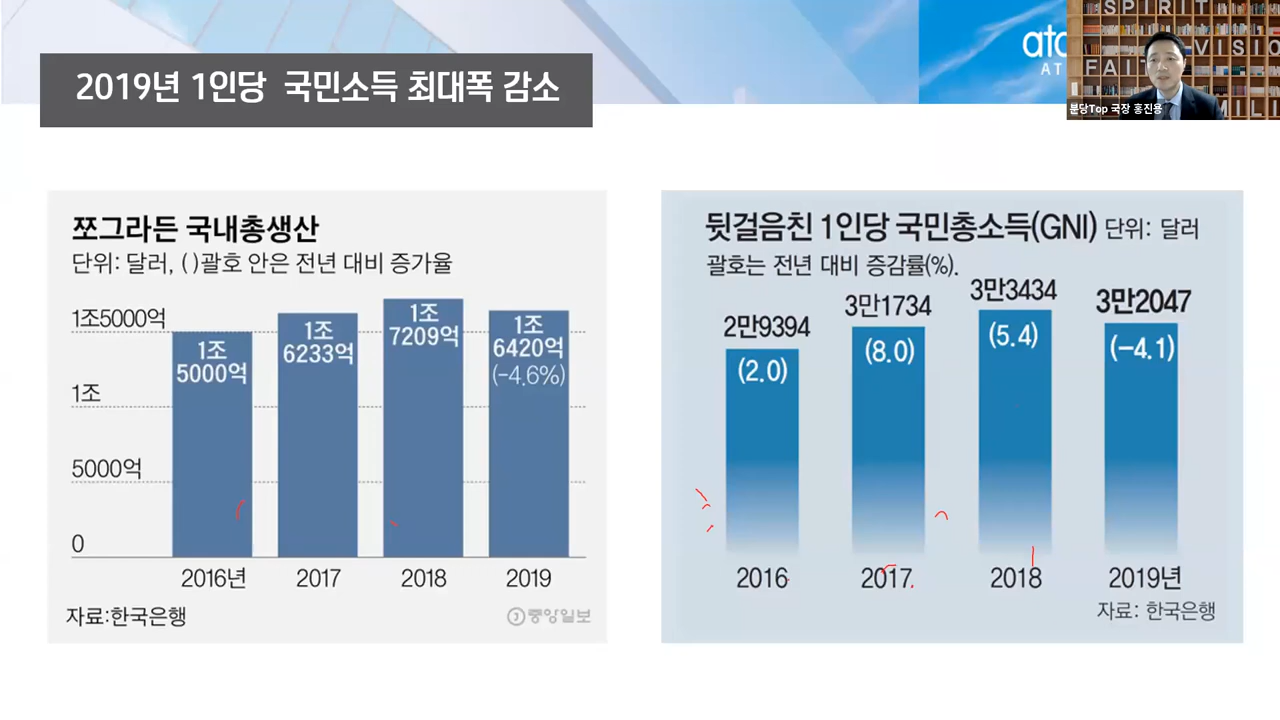 2019년 1인당 국민소득 최대폭 감소
AT
SPIRIT
VISIO
FAIT
분당Top 국장 홍진용
쪼그라든 국내총생산
단위: 달러, ( )괄호 안은 전년 대비 증가율
1조5000억
1조
5000억
0
1조
5000억
1조
6233억
1조
7209억
1조
6420억
(-4.6%)
2016년
2017
2018
2019
자료:한국은행
중앙일보
뒷걸음친 1인당 국민총소득(GNI) 단위: 달러
괄호는 전년 대비 증감률(%).
2만9394
(2.0)
3만1734
(8.0)
3만3434
(5.4)
3만2047
(−4.1)
2016
2017
2018
2019년
자료: 한국은행